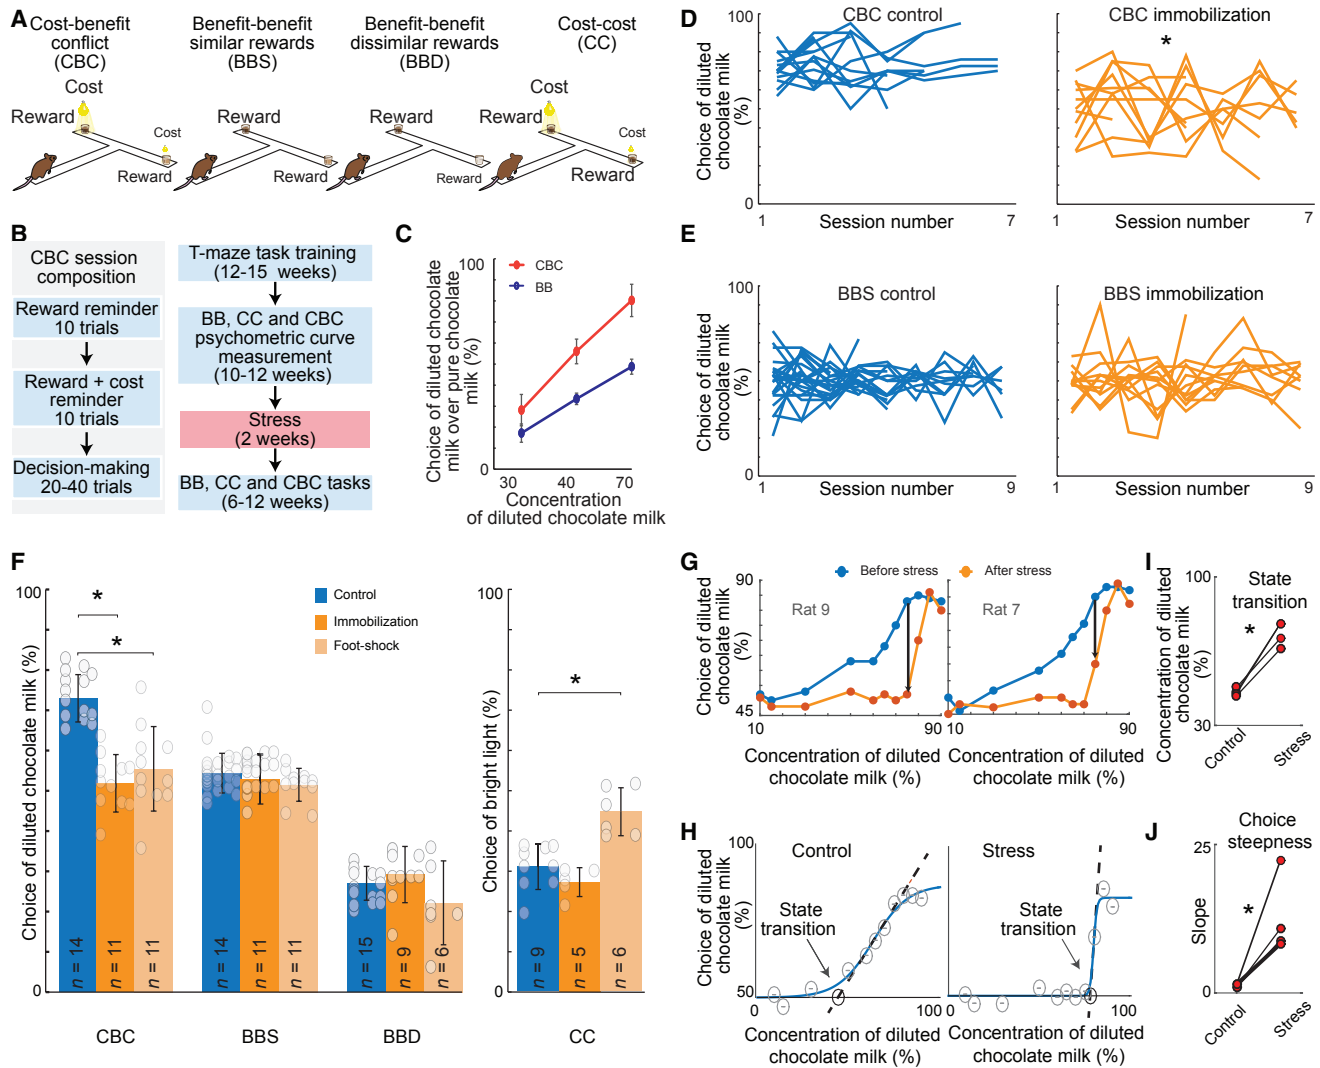 A
Cost-benefit
conflict
(CBC)
Benefit-benefit
similar rewards
(BBS)
Benefit-benefit
dissimilar rewards
(BBD)
Cost-cost
(CC)
Cost
Reward
Cost
Reward
Reward
Reward
Reward
Reward
Cost
Reward
Cost
Reward
B
CBC session
composition
Reward reminder
10 trials
Reward + cost
reminder
10 trials
Decision-making
20-40 trials
T-maze task training
(12-15 weeks)
BB, CC and CBC
psychometric curve
measurement
(10-12 weeks)
Stress
(2 weeks)
BB, CC and CBC tasks
(6-12 weeks)
C
Choice of diluted chocolate
milk over pure chocolate
milk (%)
100
0
CBC
BB
30
40
70
Concentration
of diluted chocolate milk
D
Choice of diluted
chocolate milk
(%)
100
0
CBC control
1
Session number
7
CBC immobilization
*
1
Session number
7
E
Choice of diluted
chocolate milk
(%)
100
0
BBS control
1
Session number
9
BBS immobilization
1
Session number
9
F
Choice of diluted chocolate milk (%)
100
0
*
*
Control
Immobilization
Foot-shock
n = 14
n = 11
n = 11
n = 14
n = 11
n = 11
n = 15
n = 9
n = 6
CBC
BBS
BBD
Choice of bright light (%)
100
0
*
n = 9
n = 5
n = 6
CC
G
Before stress
After stress
Choice of diluted
chocolate milk
(%)
90
45
Rat 9
10
90
Concentration of diluted
chocolate milk (%)
Rat 7
10
90
Concentration of diluted
chocolate milk (%)
H
Choice of diluted
chocolate milk
(%)
100
50
Control
State
transition
0
100
Concentration of diluted
chocolate milk (%)
Stress
State
transition
0
100
Concentration of diluted
chocolate milk (%)
I
Concentration of diluted
chocolate milk
(%)
100
30
State
transition
*
Control
Stress
J
Choice
steepness
Slope
25
0
*
Control
Stress